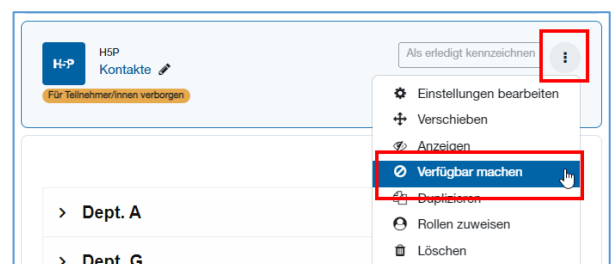 H5P
H5P
Kontakte
Als erledigt kennzeichnen
Für Teilnehmer/innen verborgen
Einstellungen bearbeiten
Verschieben
Anzeigen
Verfügbar machen
Duplizieren
Rollen zuweisen
Löschen
Dept. A
Dept. G